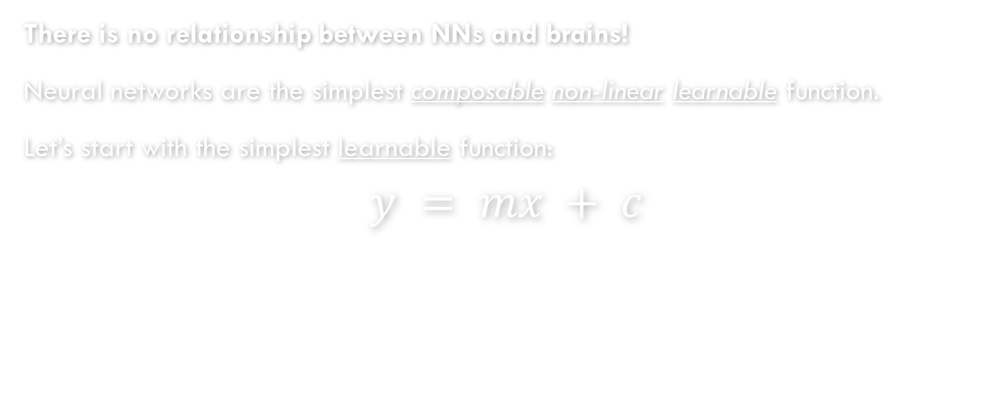 There is no relationship between NNs and brains!
Neural networks are the simplest composable non-linear learnable function.
Let’s start with the simplest learnable function:
y = mx + c